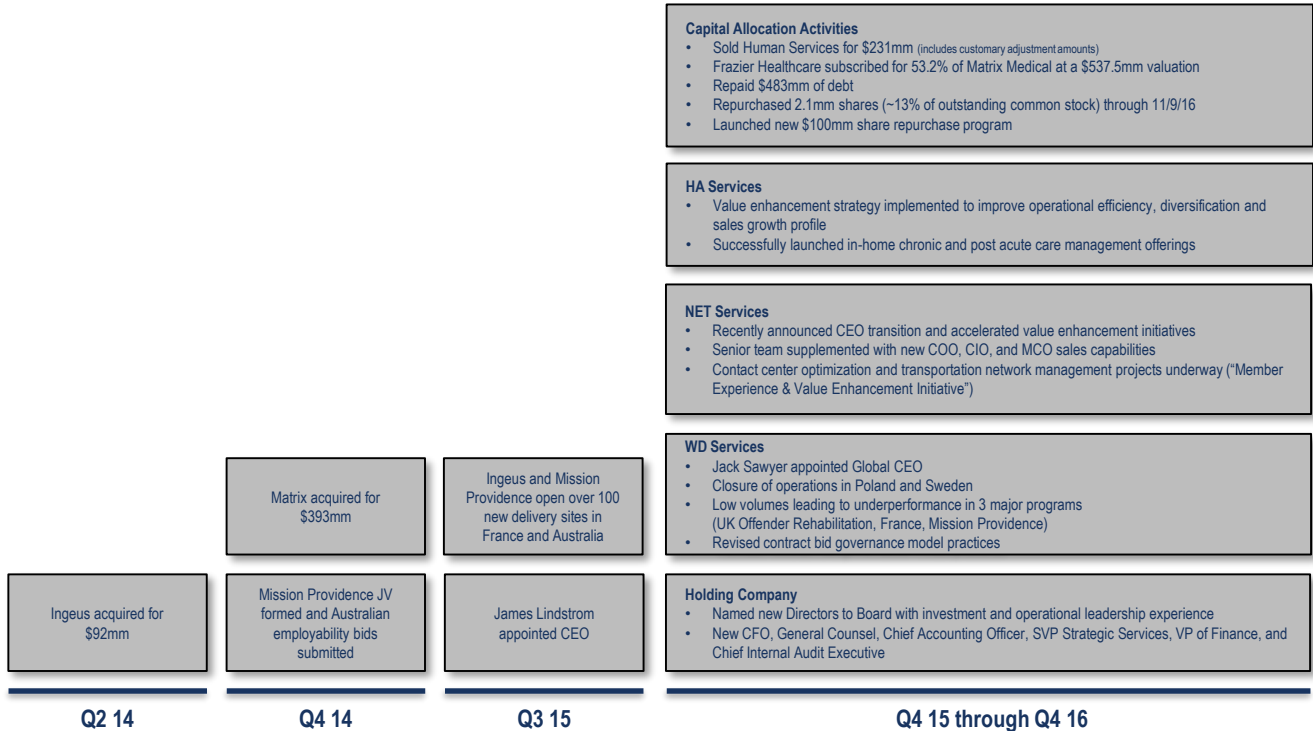 Capital Allocation Activities
• Sold Human Services for $231mm (includes customary adjustment amounts)
• Frazier Healthcare subscribed for 53.2% of Matrix Medical at a $537.5mm valuation
• Repaid $483mm of debt
• Repurchased 2.1mm shares (~13% of outstanding common stock) through 11/9/16
• Launched new $100mm share repurchase program
HA Services
• Value enhancement strategy implemented to improve operational efficiency, diversification and
sales growth profile
• Successfully launched in-home chronic and post acute care management offerings
NET Services
• Recently announced CEO transition and accelerated value enhancement initiatives
• Senior team supplemented with new COO, CIO, and MCO sales capabilities
• Contact center optimization and transportation network management projects underway (“Member
Experience & Value Enhancement Initiative”)
Matrix acquired for
$393mm
Ingeus and Mission
Providence open over 100
new delivery sites in
France and Australia
WD Services
• Jack Sawyer appointed Global CEO
• Closure of operations in Poland and Sweden
• Low volumes leading to underperformance in 3 major programs
(UK Offender Rehabilitation, France, Mission Providence)
• Revised contract bid governance model practices
Ingeus acquired for
$92mm
Mission Providence JV
formed and Australian
employability bids
submitted
James Lindstrom
appointed CEO
Holding Company
• Named new Directors to Board with investment and operational leadership experience
• New CFO, General Counsel, Chief Accounting Officer, SVP Strategic Services, VP of Finance, and
Chief Internal Audit Executive
Q2 14
Q4 14
Q3 15
Q4 15 through Q4 16